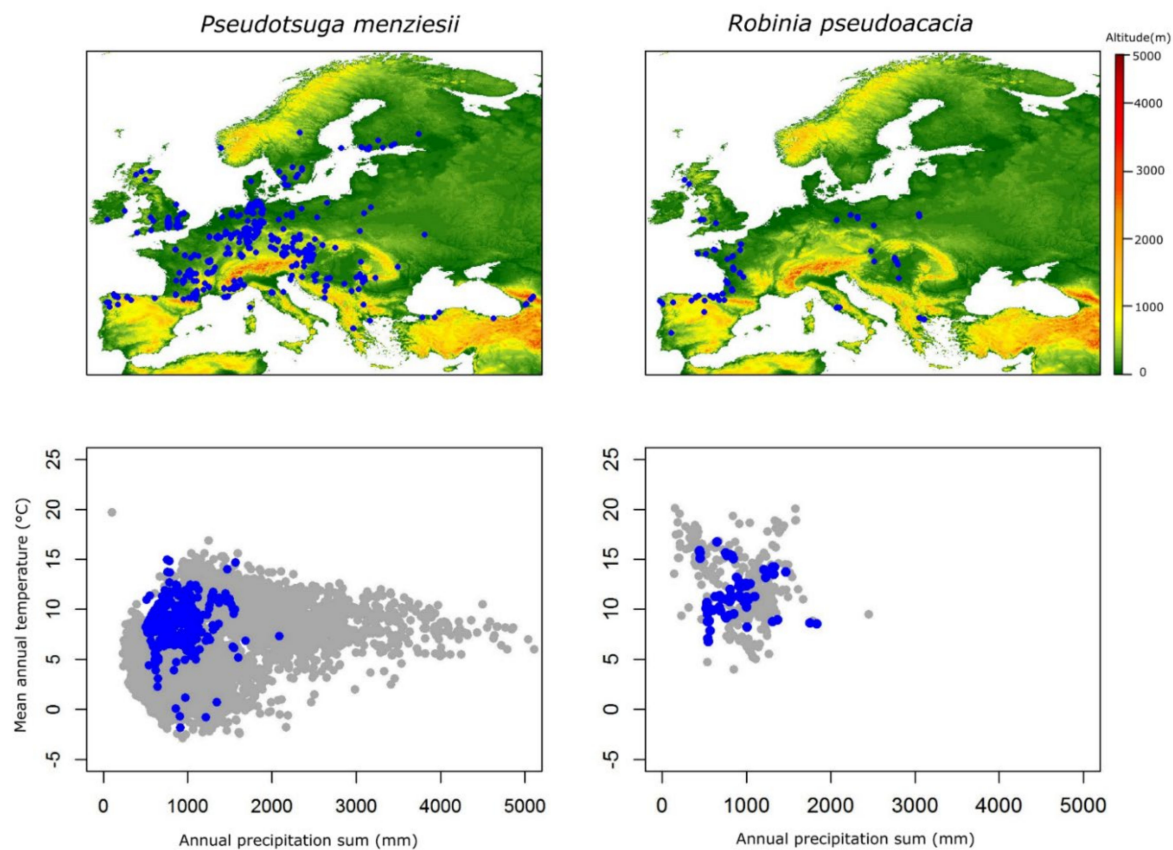 Pseudotsuga menziesii
Robinia pseudoacacia
Altitude(m)
5000
4000
3000
2000
1000
0
25
20
15
10
5
0
-5
Mean annual temperature (°C)
0 1000 2000 3000 4000 5000
Annual precipitation sum (mm)
25
20
15
10
5
0
-5
0 1000 2000 3000 4000 5000
Annual precipitation sum (mm)